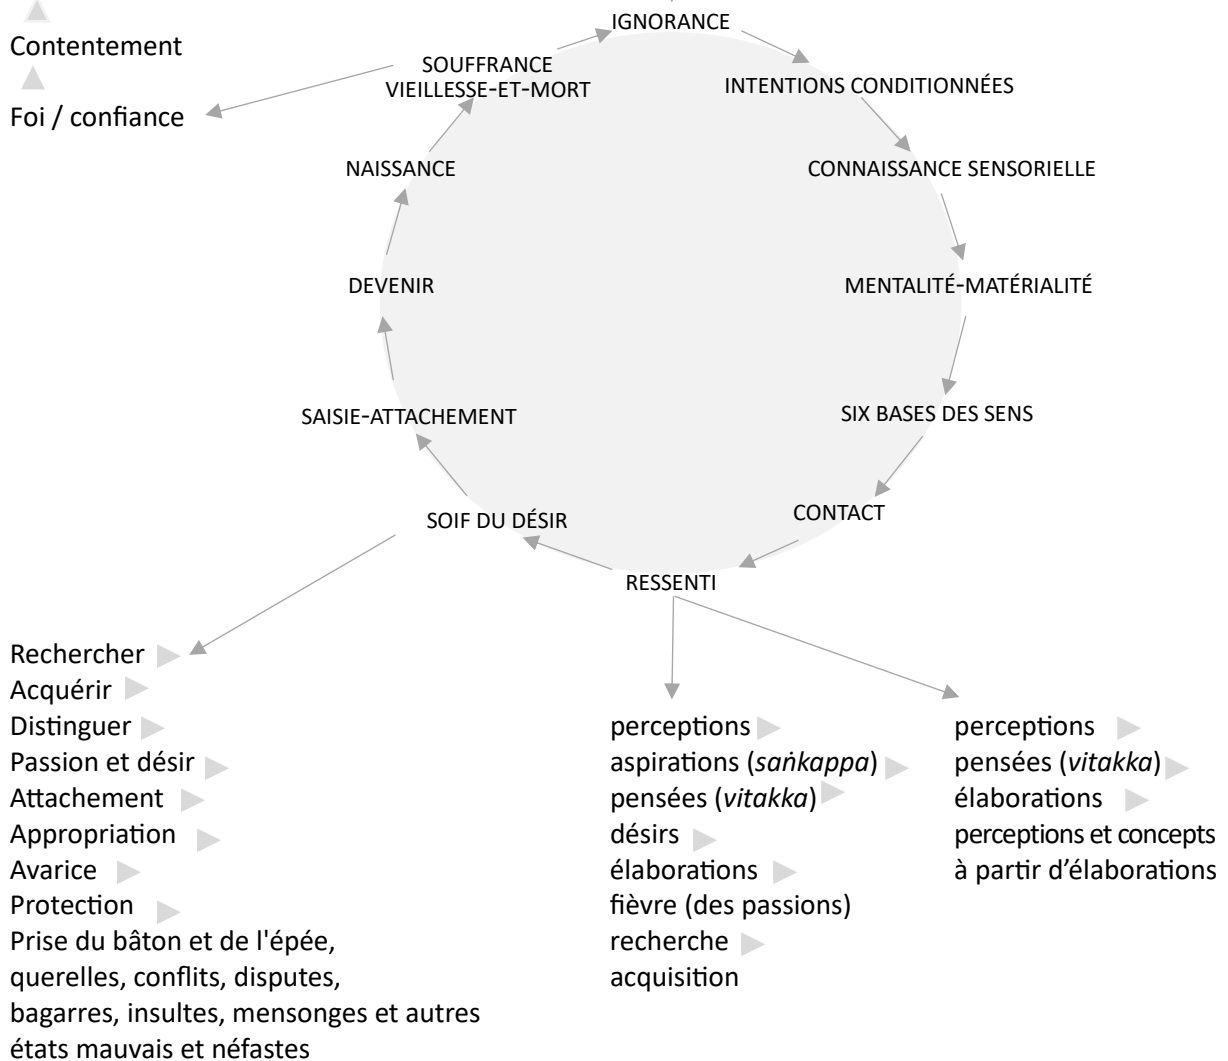 Contentement
Foi / confiance
IGNORANCE
INTENTIONS CONDITIONNÉES
CONNAISSANCE SENSORIELLE
MENTALITÉ-MATÉRIALITÉ
SIX BASES DES SENS
CONTACT
RESSENTI
SOIF DU DÉSIR
SAISIE-ATTACHEMENT
DEVENIR
NAISSANCE
SOUFFRANCE
VIEILLESSE-ET-MORT
Rechercher
Acquérir
Distinguer
Passion et désir
Attachement
Appropriation
Avarice
Protection
Prise du bâton et de l'épée,
querelles, conflits, disputes,
bagarres, insultes, mensonges et autres
états mauvais et néfastes
perceptions
aspirations (saṅkappa)
pensées (vitakka)
désirs
élaborations
fièvre (des passions)
recherche
acquisition
perceptions
pensées (vitakka)
élaborations
perceptions et concepts
à partir d’élaborations